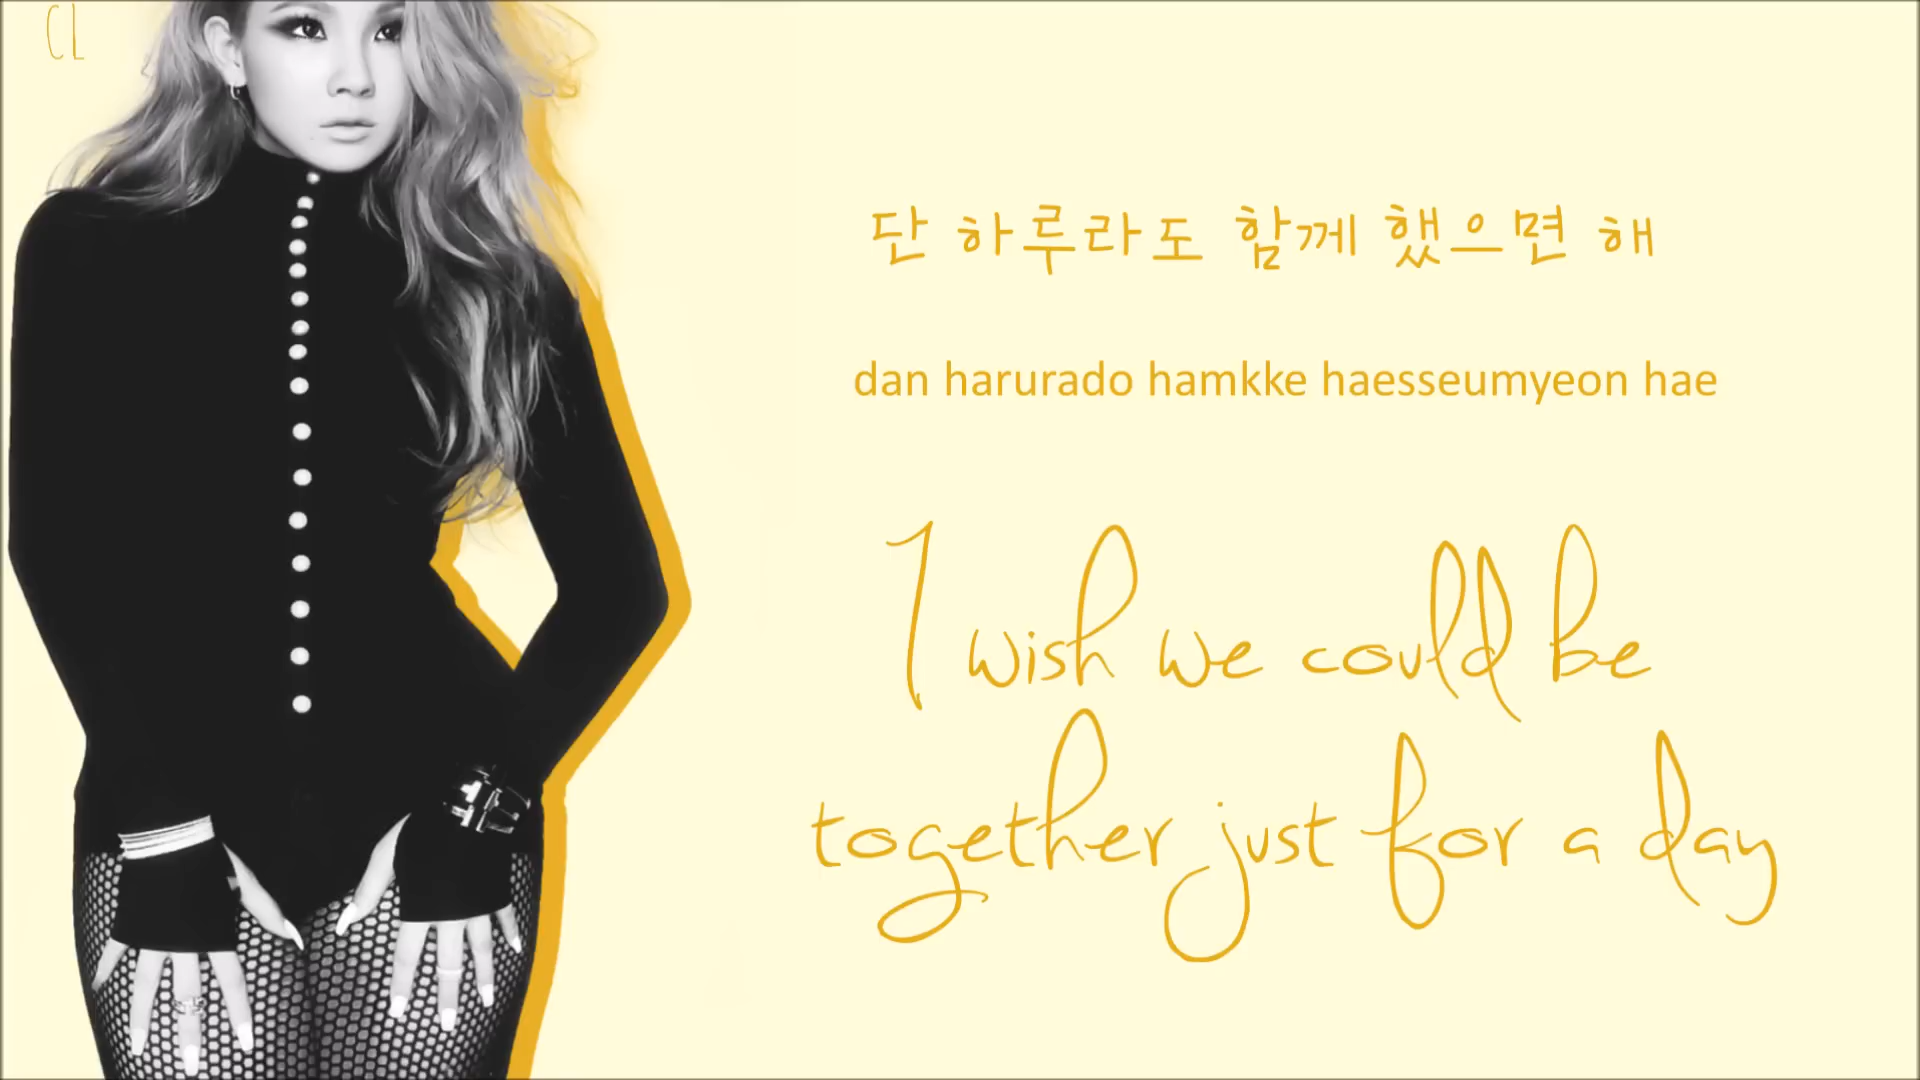 CL
단 하루라도 함께 했으면 해
dan harurado hamkke haesseumyeon hae
I wish we could be
together just for a day